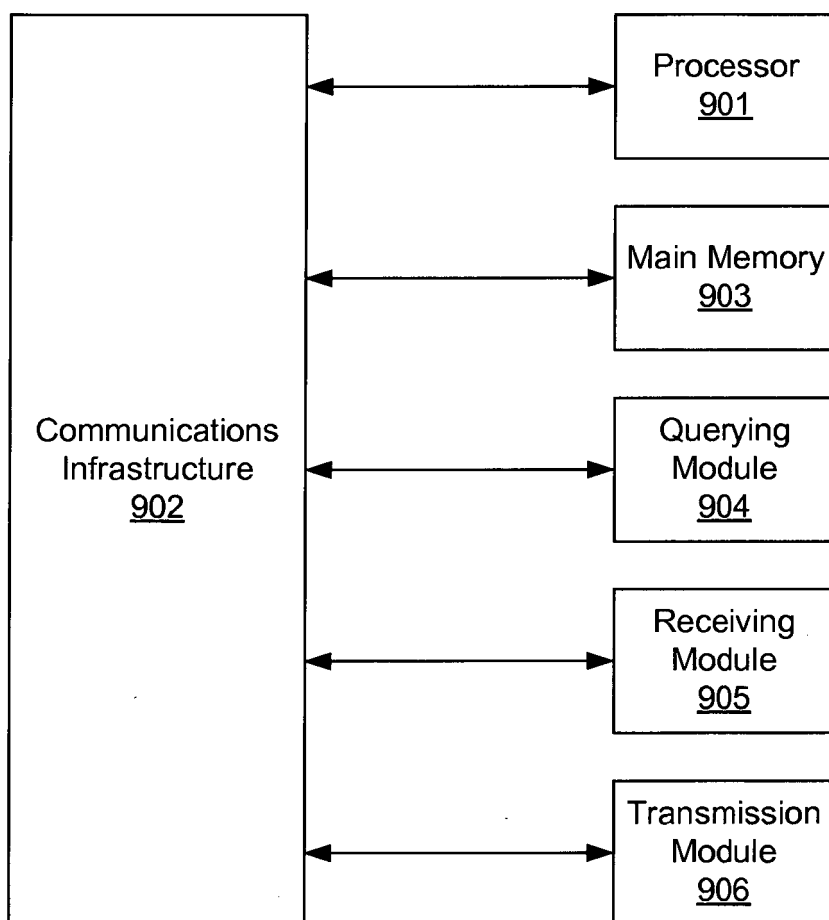 Processor
901
Main Memory
903
Communications
Infrastructure
902
Querying
Module
904
Receiving
Module
905
Transmission
Module
906